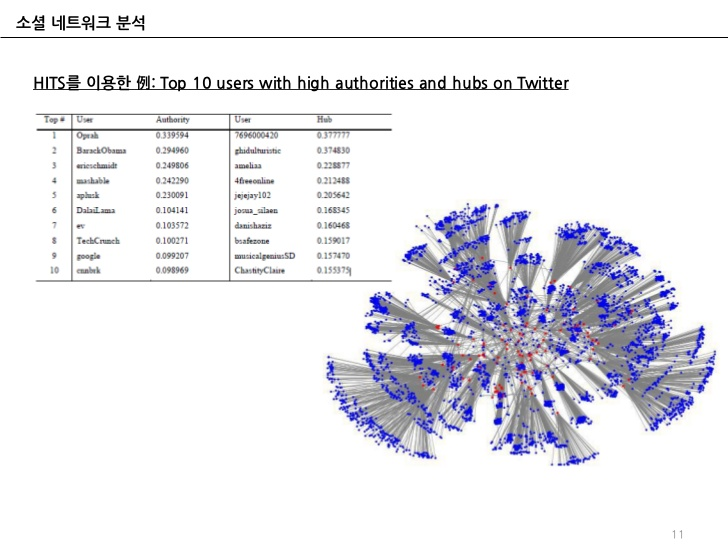 소셜 네트워크 분석
HITS를 이용한 例: Top 10 users with high authorities and hubs on Twitter
Top # User Authority User Hub
1 Oprah 0.339594 7696000420 0.377777
2 BarackObama 0.294960 ghidulturistic 0.374830
3 ericschmidt 0.249806 ameliaa 0.228877
4 mashable 0.242290 4freeonline 0.212488
5 aplusk 0.230091 jejejay102 0.205642
6 DalaiLama 0.104141 josua_silaen 0.168345
7 ev 0.103572 danishaziz 0.160468
8 TechCrunch 0.100271 bsafezone 0.159017
9 google 0.099207 musicalgeniusSD 0.157470
10 cnnbrk 0.098969 ChastityClaire 0.155375
11